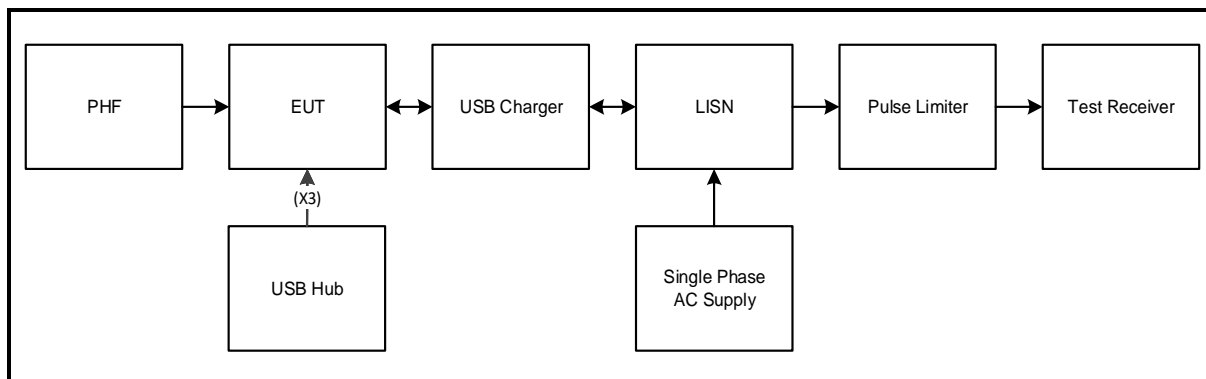 PHF
EUT
USB Charger
LISN
Pulse Limiter
Test Receiver
(X3)
USB Hub
Single Phase
AC Supply